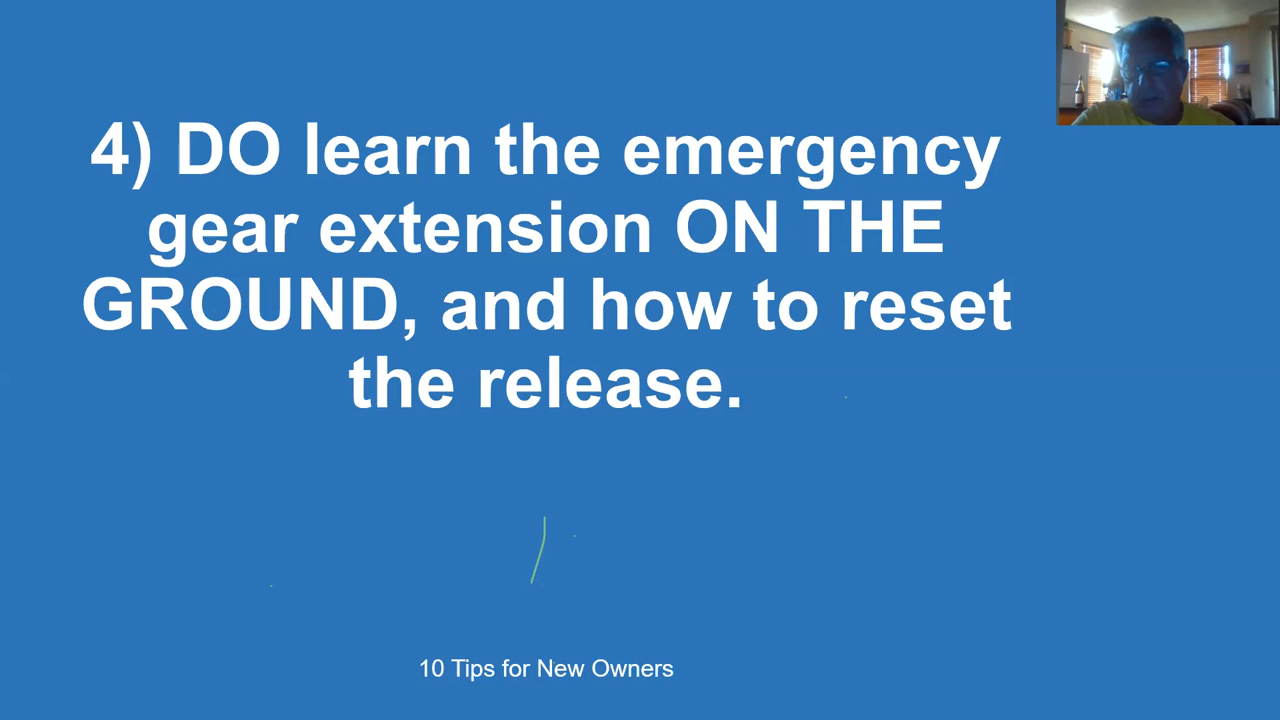 4) DO learn the emergency
gear extension ON THE
GROUND, and how to reset
the release.
10 Tips for New Owners